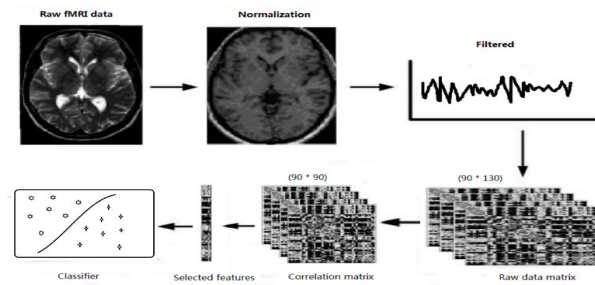 Raw fMRI data
Normalization
Filtered
(90 * 130)
(90 * 90)
Classifier
Selected features
Correlation matrix
Raw data matrix